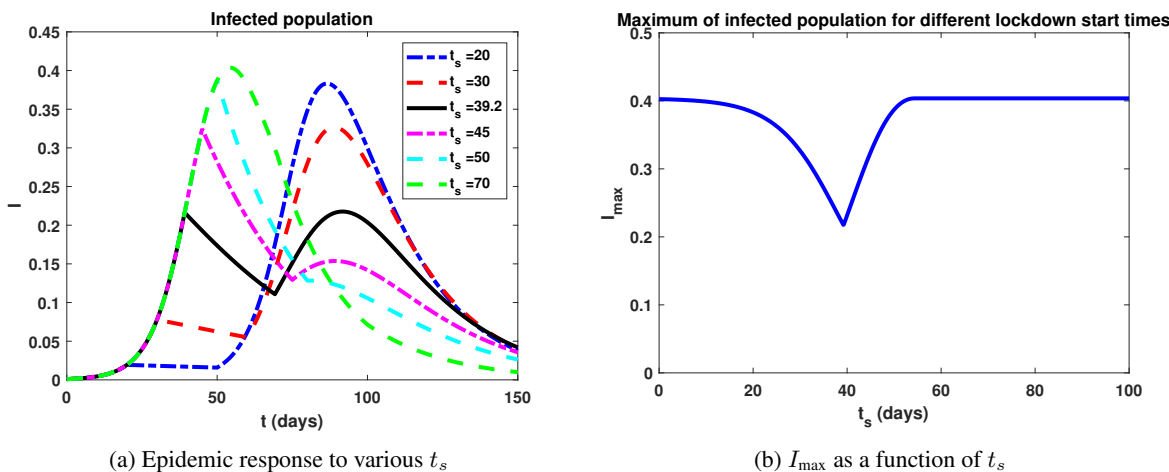 Infected population
0.45
0.4
0.35
0.3
0.25
0.2
0.15
0.1
0.05
0
I
0 50 100 150
t (days)
t_s =20
t_s =30
t_s =39.2
t_s =45
t_s =50
t_s =70
(a) Epidemic response to various t_s
Maximum of infected population for different lockdown start times
0.5
0.4
0.3
0.2
0.1
0
I_max
0 20 40 60 80 100
t_s (days)
(b) I_max as a function of t_s